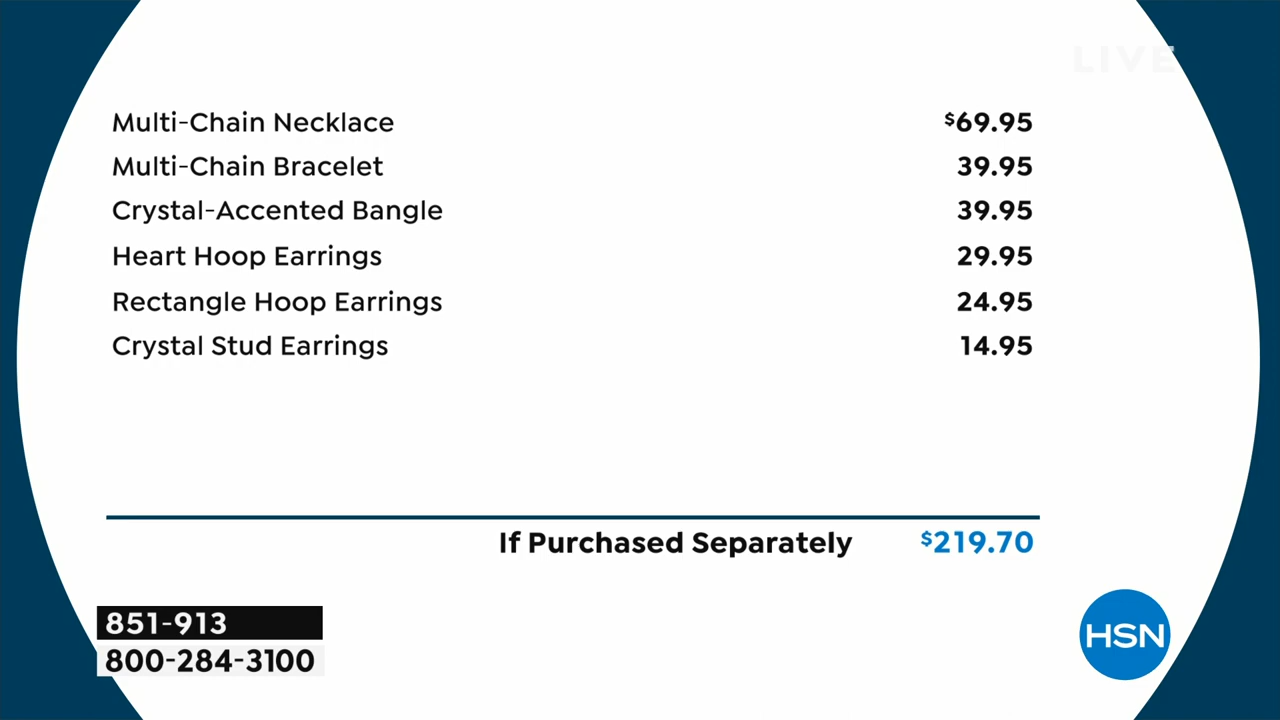 LIVE
Multi-Chain Necklace $69.95
Multi-Chain Bracelet 39.95
Crystal-Accented Bangle 39.95
Heart Hoop Earrings 29.95
Rectangle Hoop Earrings 24.95
Crystal Stud Earrings 14.95
If Purchased Separately $219.70
851-913
800-284-3100
HSN